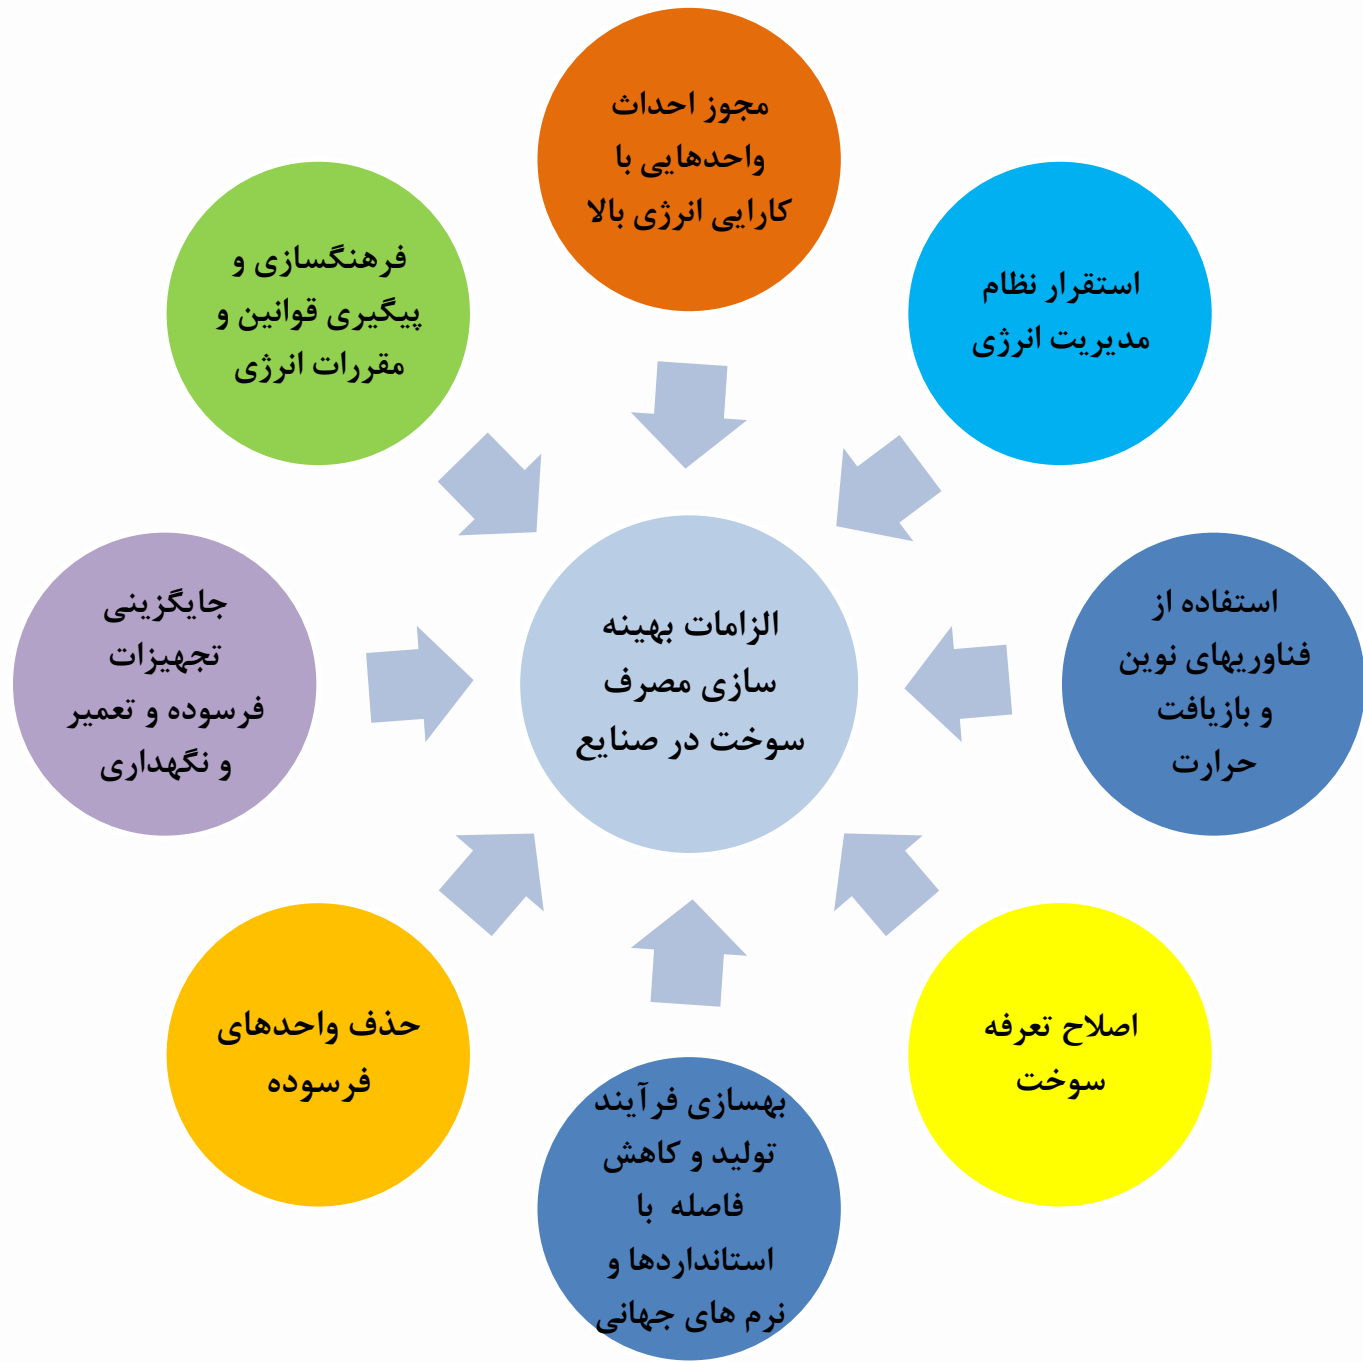 مجوز احداث
واحدهایی با
کارایی انرژی بالا
استقرار نظام
مدیریت انرژی
استفاده از
فناوریهای نوین
و بازیافت
حرارت
اصلاح تعرفه
سوخت
بهسازی فرآیند
تولید و کاهش
فاصله با
استانداردها و
نرم های جهانی
حذف واحدهای
فرسوده
جایگزینی
تجهیزات
فرسوده و تعمیر
و نگهداری
فرهنگسازی و
پیگیری قوانین و
مقررات انرژی
الزامات بهینه
سازی مصرف
سوخت در صنایع